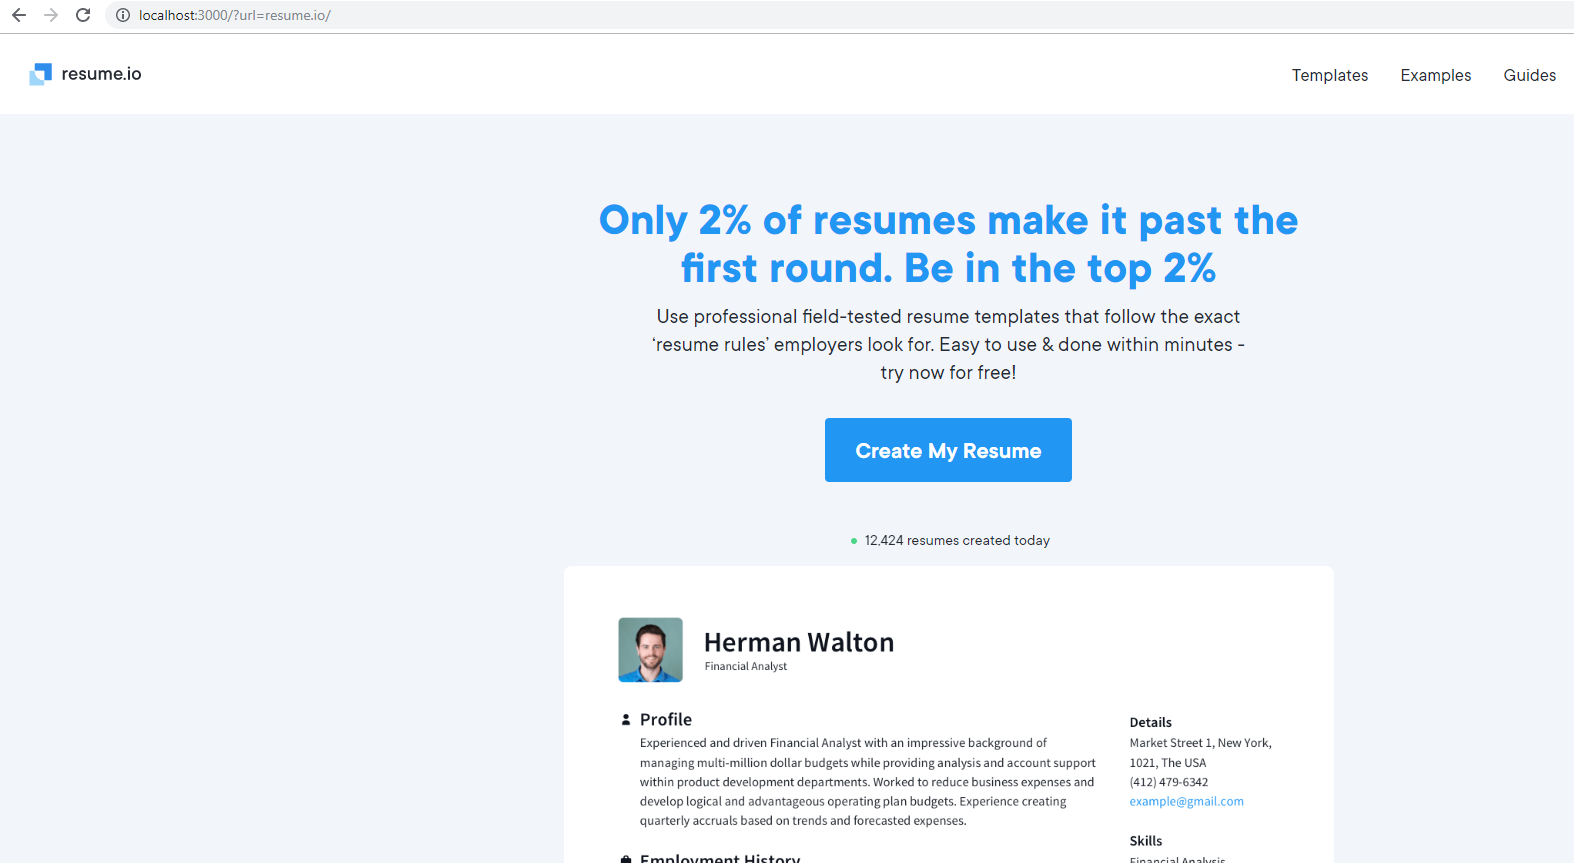 localhost:3000/?url=resume.io/
resume.io
Templates Examples Guides
Only 2% of resumes make it past the
first round. Be in the top 2%
Use professional field-tested resume templates that follow the exact
‘resume rules’ employers look for. Easy to use & done within minutes -
try now for free!
Create My Resume
12,424 resumes created today
Herman Walton
Financial Analyst
Profile
Experienced and driven Financial Analyst with an impressive background of
managing multi-million dollar budgets while providing analysis and account support
within product development departments. Worked to reduce business expenses and
develop logical and advantageous operating plan budgets. Experience creating
quarterly accruals based on trends and forecasted expenses.
Employment History
Details
Market Street 1, New York,
1021, The USA
(412) 479-6342
example@gmail.com
Skills
Financial Analysis